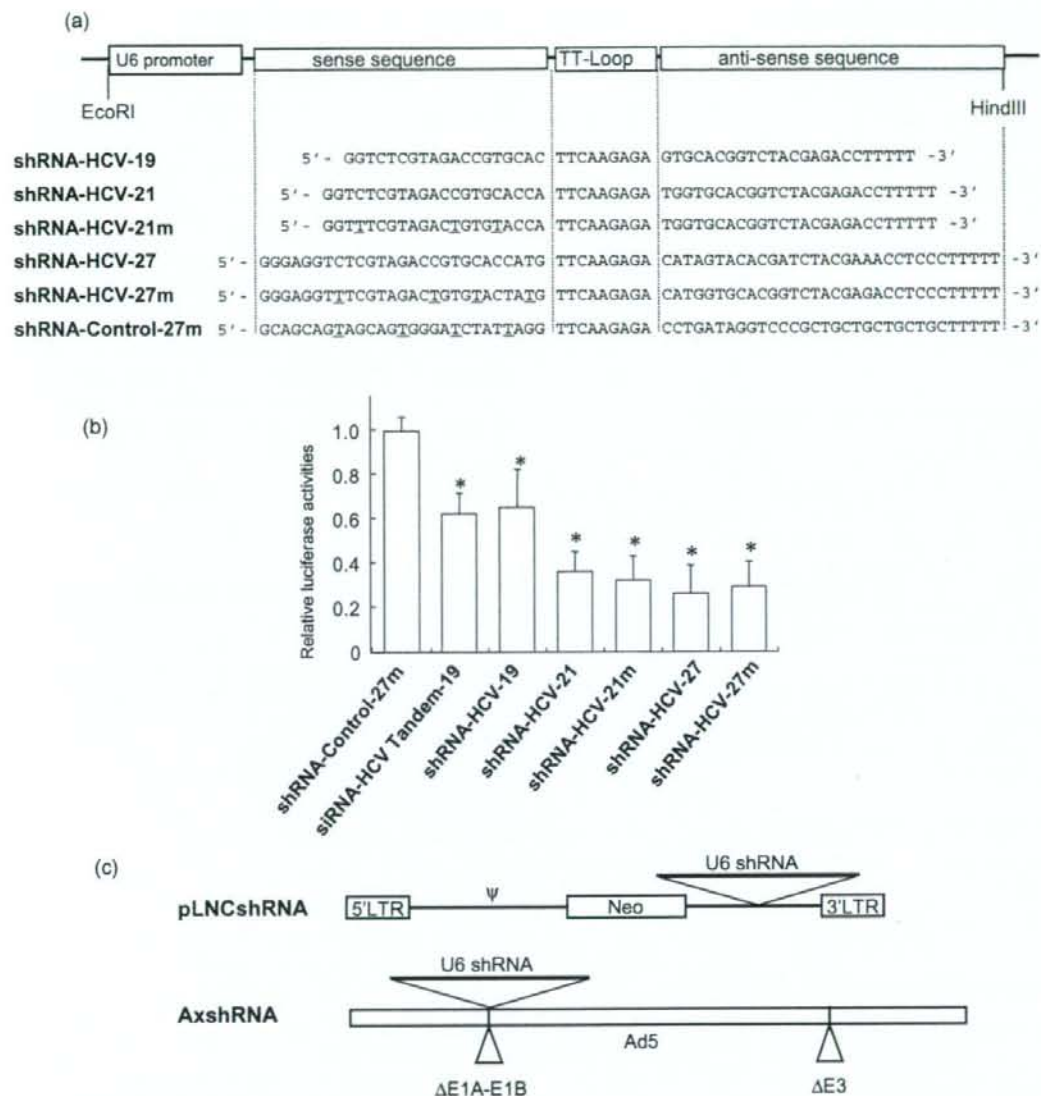 (a)
U6 promoter sense sequence TT-Loop anti-sense sequence
EcoRI HindIII
shRNA-HCV-19 5'- GGTCTCGTAGACCGTGCAC TTCAAGAGA GTGCACGGTCTACGAGACCTTTTT -3'
shRNA-HCV-21 5'- GGTCTCGTAGACCGTGCACCA TTCAAGAGA TGGTGCACGGTCTACGAGACCTTTTT -3'
shRNA-HCV-21m 5'- GGTTTCGTAGACTGTGTACCA TTCAAGAGA TGGTGCACGGTCTACGAGACCTTTTT -3'
shRNA-HCV-27 5'- GGGAGGTCTCGTAGACCGTGCACCATG TTCAAGAGA CATAGTACACGATCTACGAAACCTCCCTTTTT -3'
shRNA-HCV-27m 5'- GGGAGGTTTCGTAGACTGTGTACTATG TTCAAGAGA CATGGTGCACGGTCTACGAGACCTCCCTTTTT -3'
shRNA-Control-27m 5'- GCAGCAGTAGCAGTGGGATCTATTAGG TTCAAGAGA CCTGATAGGTCCCGCTGCTGCTGCTGCTTTTT -3'
(b)
Relative luciferase activities
1.0
0.8
0.6
0.4
0.2
0
* * * * * *
shRNA-Control-27m
siRNA-HCV Tandem-19
shRNA-HCV-19
shRNA-HCV-21
shRNA-HCV-21m
shRNA-HCV-27
shRNA-HCV-27m
(c)
U6 shRNA
pLNCshRNA 5'LTR ψ Neo 3'LTR
U6 shRNA
AxshRNA
Ad5
ΔE1A-E1B ΔE3